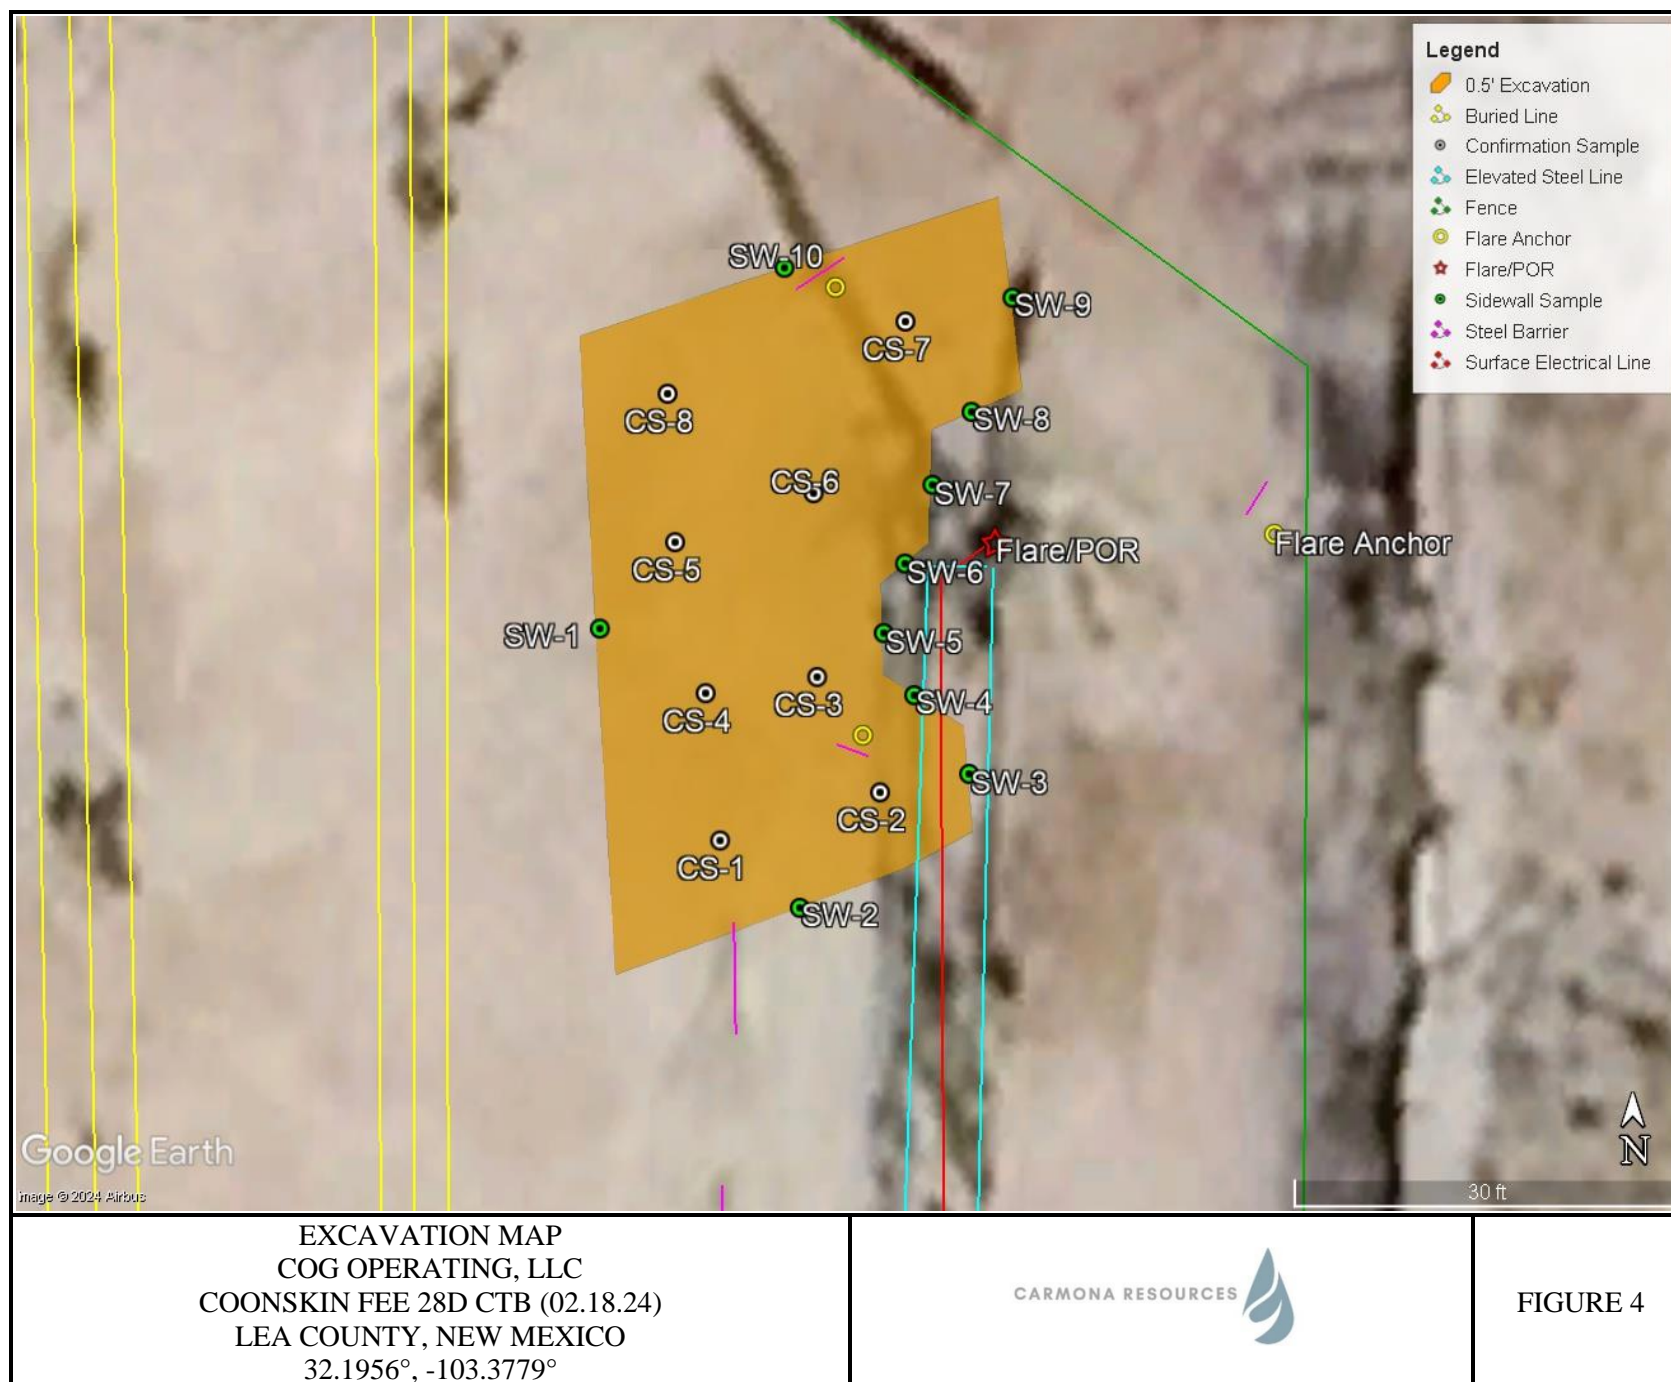 Legend
0.5' Excavation
Buried Line
Confirmation Sample
Elevated Steel Line
Fence
Flare Anchor
Flare/POR
Sidewall Sample
Steel Barrier
Surface Electrical Line
SW-10
SW-9
CS-7
CS-8
SW-8
CS-6
SW-7
Flare/POR
Flare Anchor
CS-5
SW-6
SW-1
SW-5
CS-3
SW-4
CS-4
SW-3
CS-2
CS-1
SW-2
N
Google Earth
Image © 2024 Airbus
30 ft
EXCAVATION MAP
COG OPERATING, LLC
COONSKIN FEE 28D CTB (02.18.24)
LEA COUNTY, NEW MEXICO
32.1956°, -103.3779°
CARMONA RESOURCES
FIGURE 4